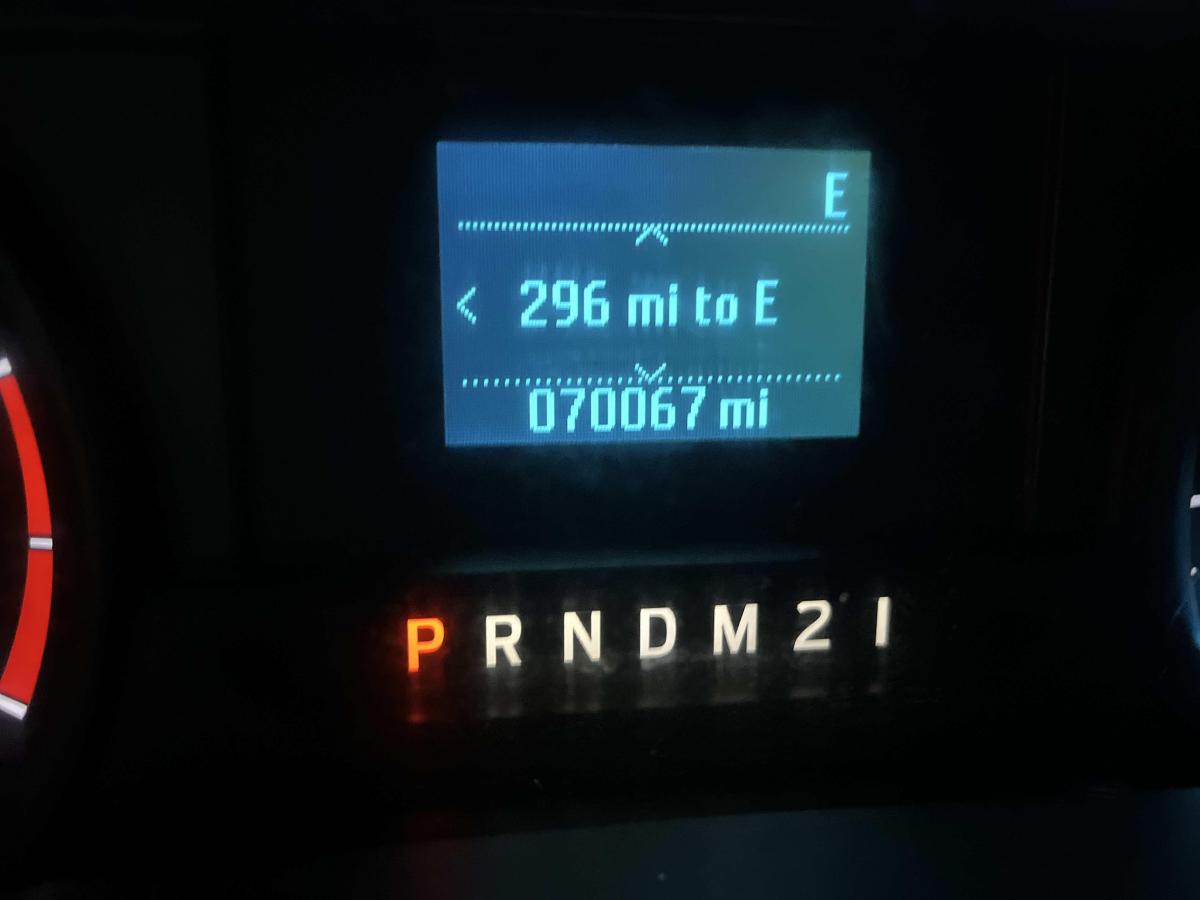 E
< 296 mi to E
070067 mi
P R N D M 2 1